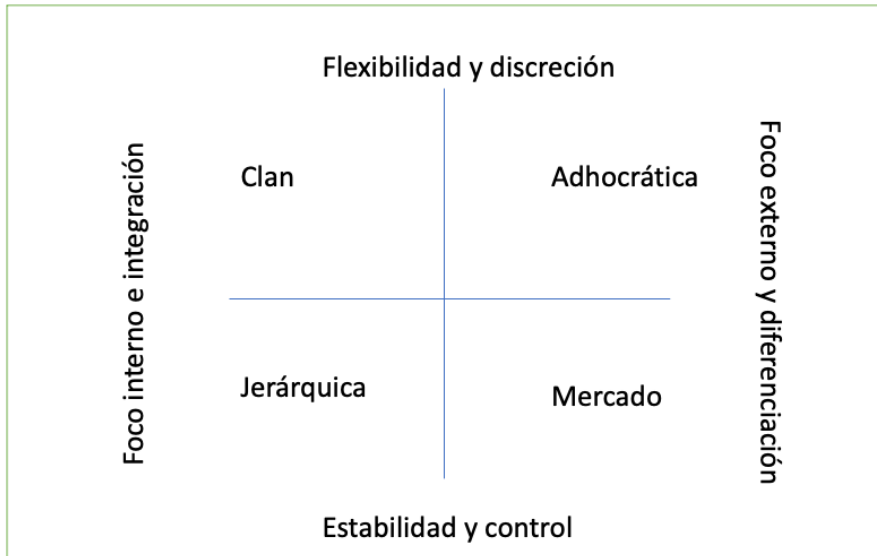 Flexibilidad y discreción
Clan
Adhocrática
Foco interno e integración
Foco externo y diferenciación
Jerárquica
Mercado
Estabilidad y control